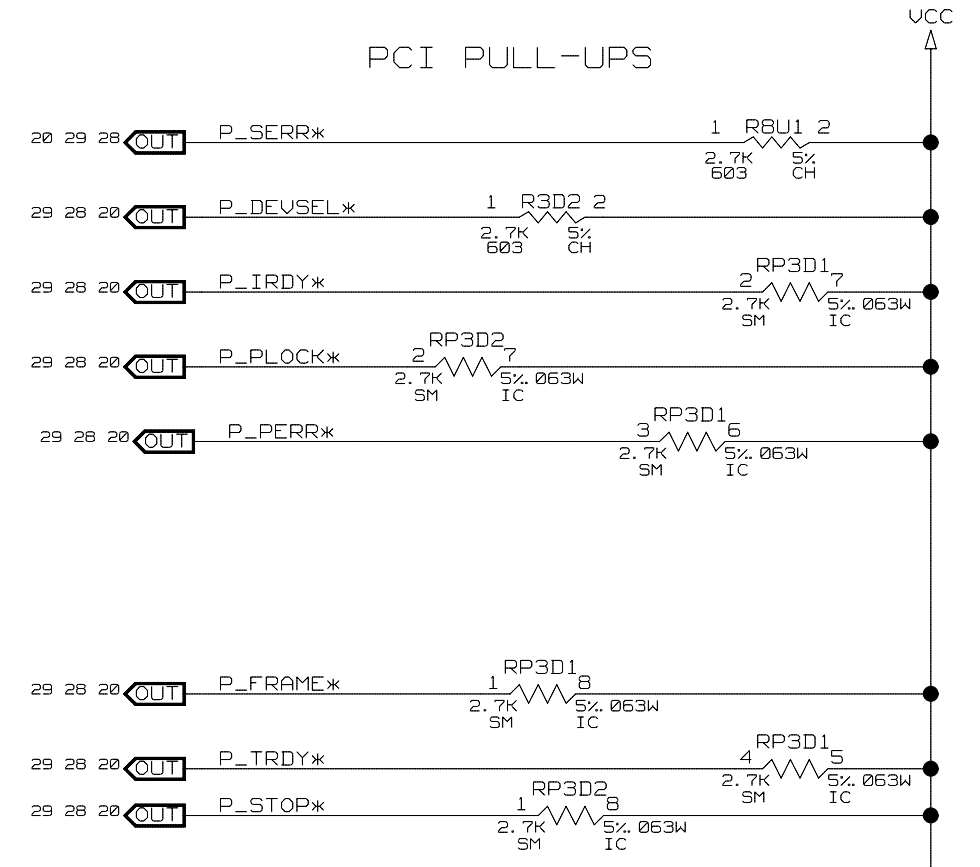 VCC
PCI PULL-UPS
20 29 28 OUT P_SERR* 1 R8U1 2
2.7K 5%
603 CH
29 28 20 OUT P_DEVSEL* 1 R3D2 2
2.7K 5%
603 CH
RP3D1
29 28 20 OUT P_IRDY* 2 7
2.7K 5%.063W
SM IC
RP3D2
29 28 20 OUT P_PLOCK* 2 7
2.7K 5%.063W
SM IC
RP3D1
29 28 20 OUT P_PERR* 3 6
2.7K 5%.063W
SM IC
RP3D1
29 28 20 OUT P_FRAME* 1 8
2.7K 5%.063W
SM IC
RP3D1
29 28 20 OUT P_TRDY* 4 5
2.7K 5%.063W
SM IC
RP3D2
29 28 20 OUT P_STOP* 1 8
2.7K 5%.063W
SM IC